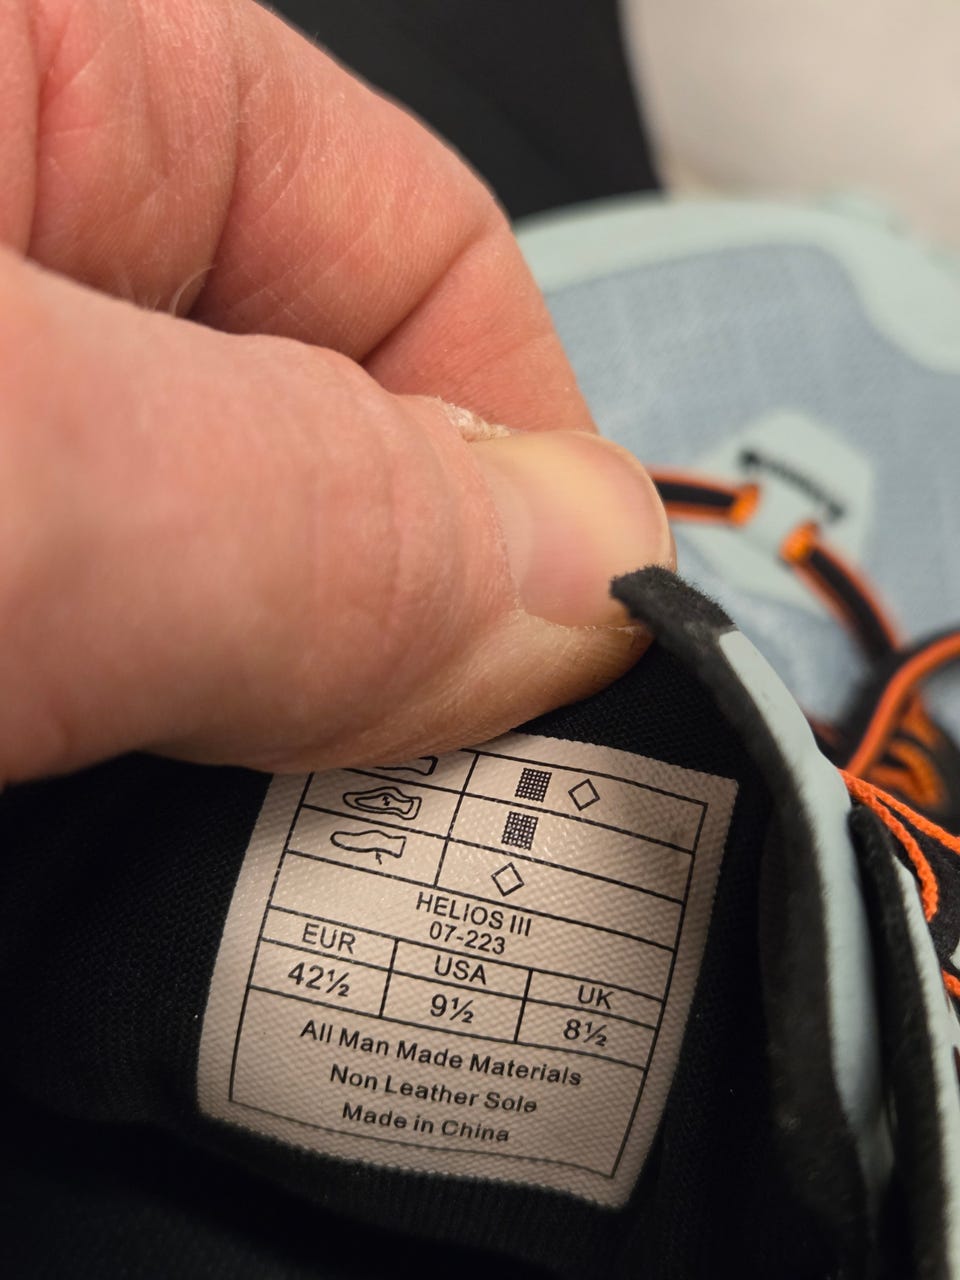 HELIOS III
07-223
EUR USA UK
42½ 9½ 8½
All Man Made Materials
Non Leather Sole
Made in China